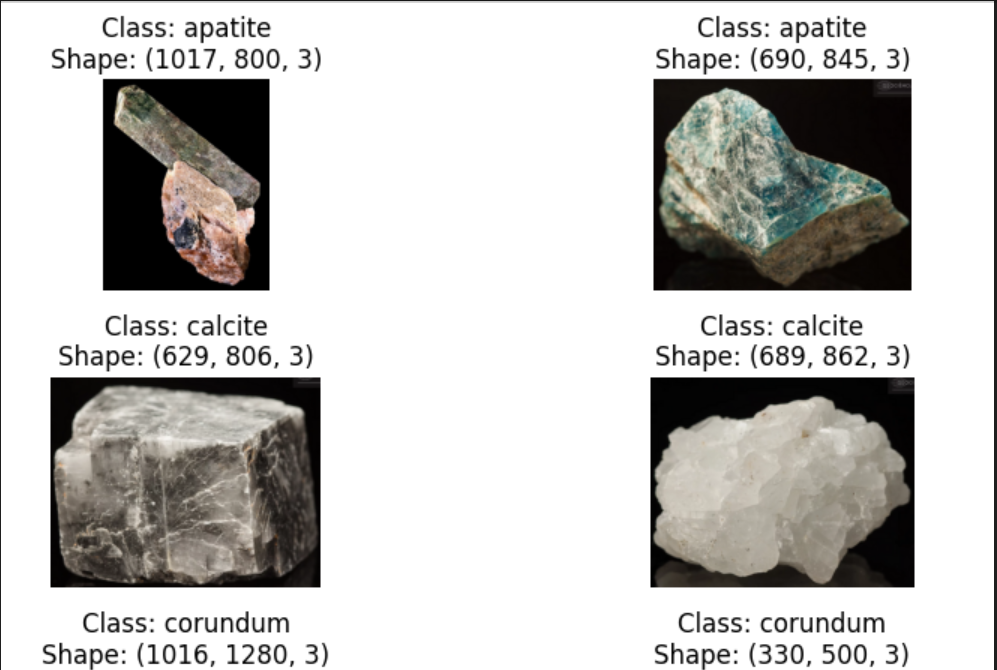 Class: apatite
Shape: (1017, 800, 3)
Class: apatite
Shape: (690, 845, 3)
Class: calcite
Shape: (629, 806, 3)
Class: calcite
Shape: (689, 862, 3)
Class: corundum
Shape: (1016, 1280, 3)
Class: corundum
Shape: (330, 500, 3)